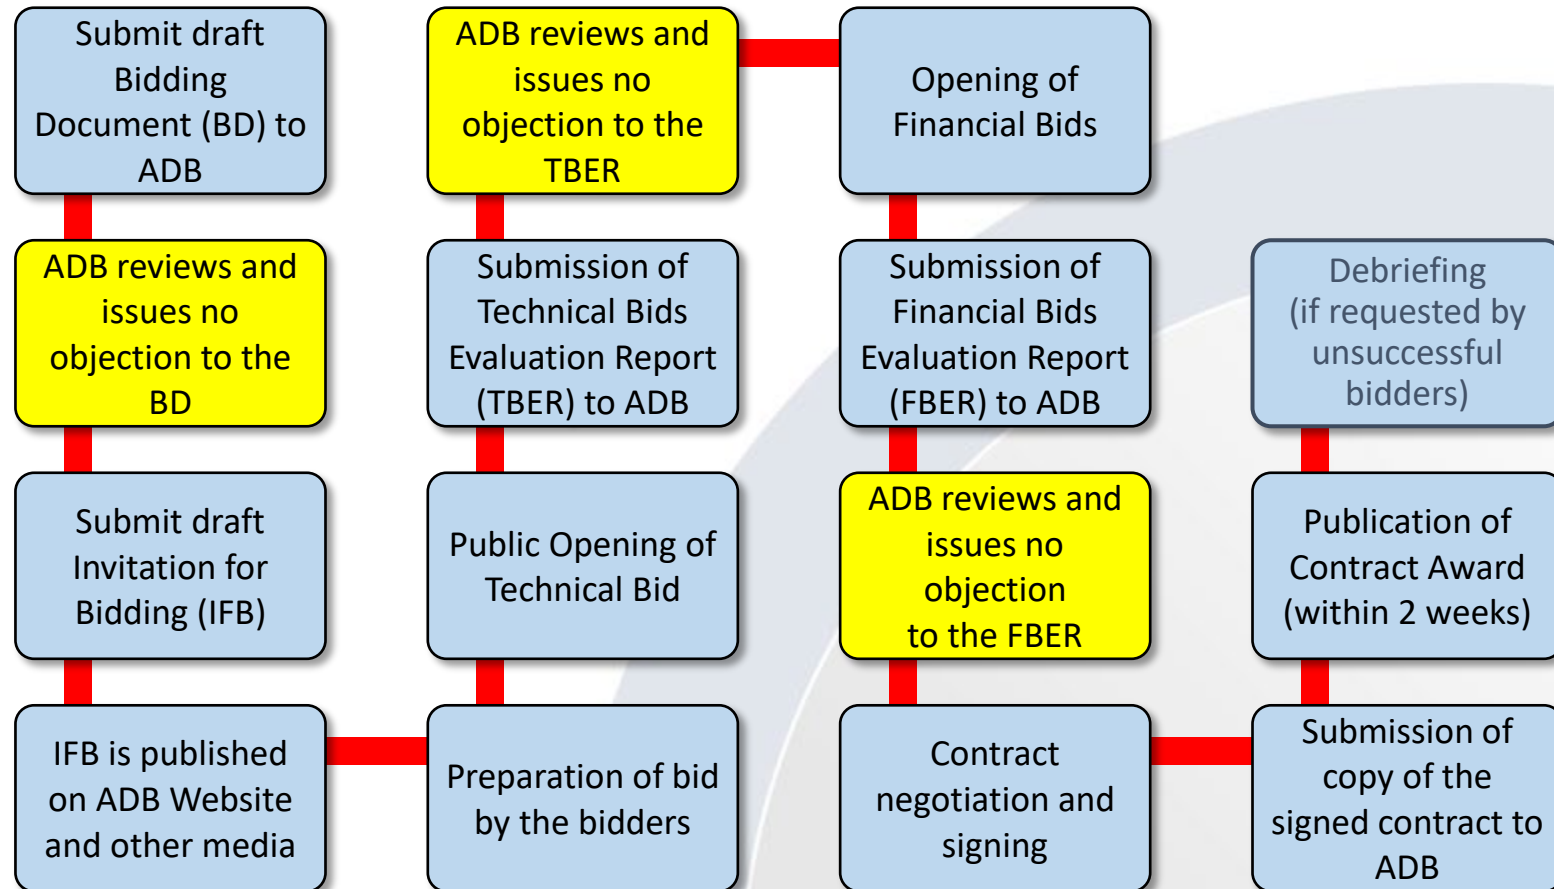 Submit draft
Bidding
Document (BD) to
ADB
ADB reviews and
issues no
objection to the
BD
Submit draft
Invitation for
Bidding (IFB)
IFB is published
on ADB Website
and other media
Preparation of bid
by the bidders
Public Opening of
Technical Bid
Submission of
Technical Bids
Evaluation Report
(TBER) to ADB
ADB reviews and
issues no
objection to the
TBER
Opening of
Financial Bids
Submission of
Financial Bids
Evaluation Report
(FBER) to ADB
ADB reviews and
issues no
objection
to the FBER
Contract
negotiation and
signing
Submission of
copy of the
signed contract to
ADB
Publication of
Contract Award
(within 2 weeks)
Debriefing
(if requested by
unsuccessful
bidders)